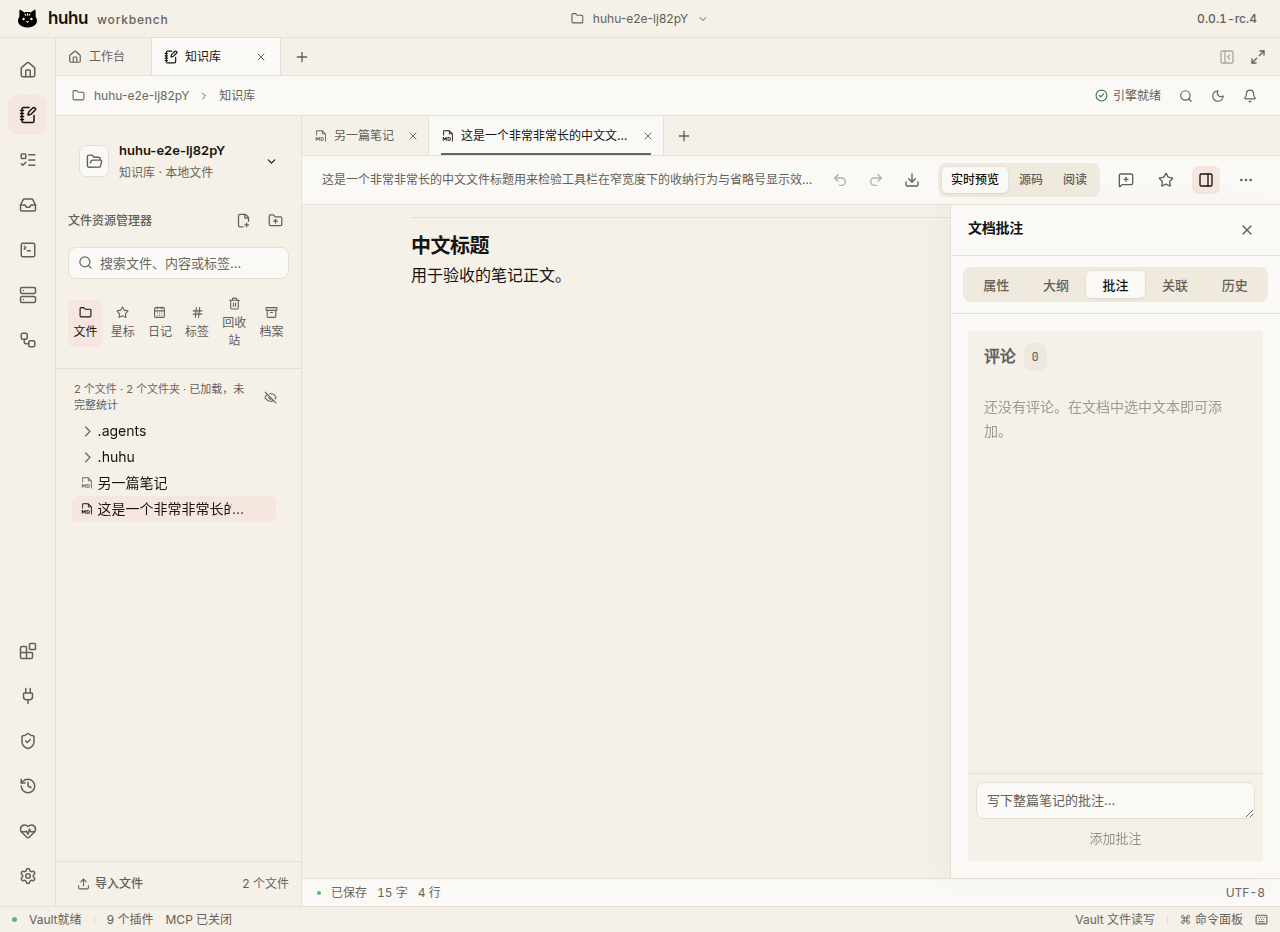 huhu workbench
huhu-e2e-lj82pY
0.0.1-rc.4
工作台
知识库
huhu-e2e-lj82pY
知识库
引擎就绪
huhu-e2e-lj82pY
知识库 · 本地文件
文件资源管理器
搜索文件、内容或标签...
文件
星标
日记
标签
回收
站
档案
2 个文件 · 2 个文件夹 · 已加载，未
完整统计
.agents
.huhu
另一篇笔记
这是一个非常非常长的...
导入文件
2 个文件
另一篇笔记
这是一个非常非常长的中文文...
这是一个非常非常长的中文文件标题用来检验工具栏在窄宽度下的收纳行为与省略号显示效...
实时预览
源码
阅读
中文标题
用于验收的笔记正文。
文档批注
属性
大纲
批注
关联
历史
评论 0
还没有评论。在文档中选中文本即可添
加。
写下整篇笔记的批注...
添加批注
已保存 15 字 4 行
UTF-8
Vault就绪
9 个插件
MCP 已关闭
Vault 文件读写
⌘ 命令面板